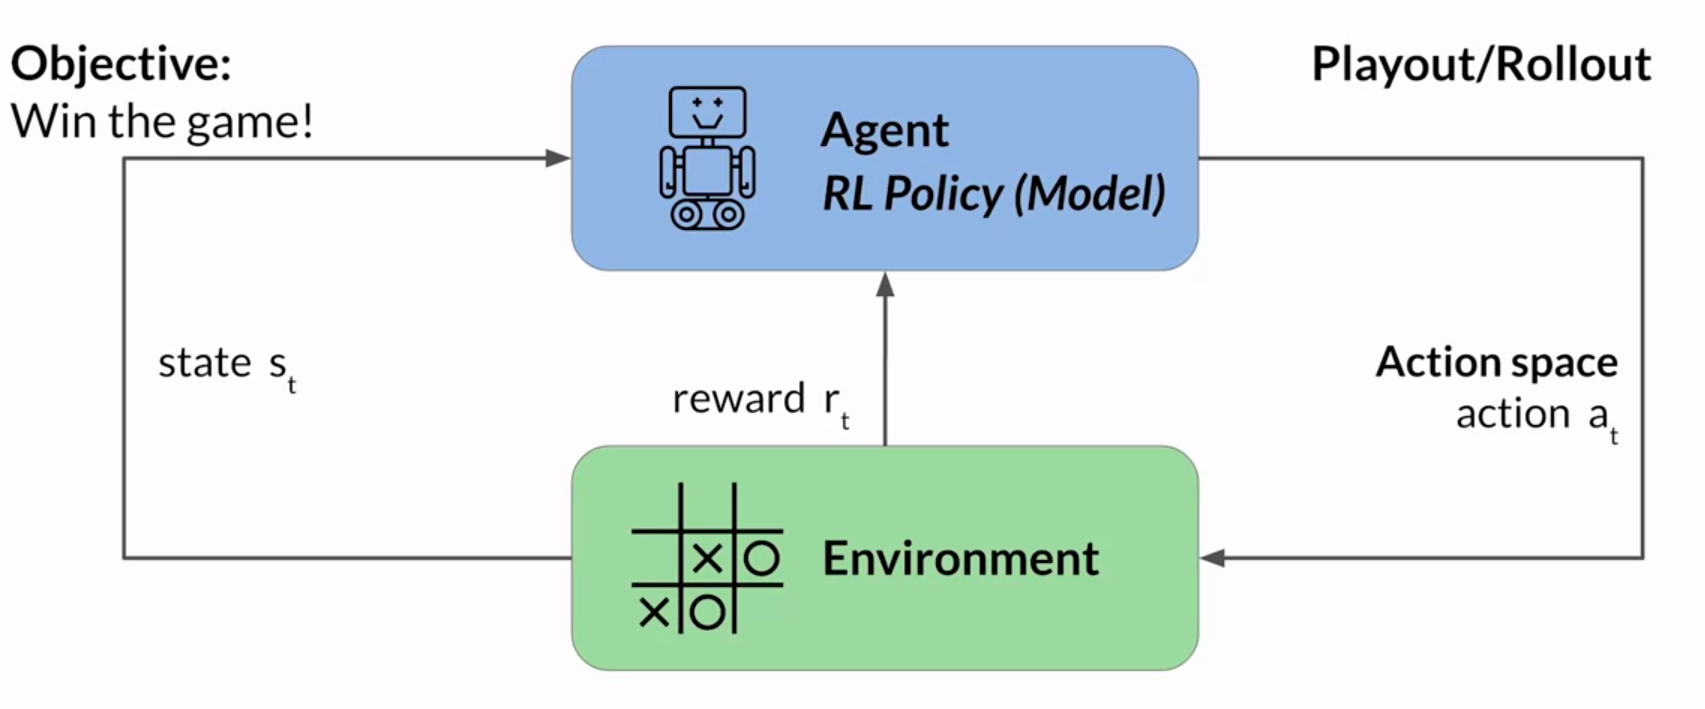 Objective:
Win the game!
Agent
RL Policy (Model)
Playout/Rollout
state s_t
reward r_t
Action space
action a_t
Environment